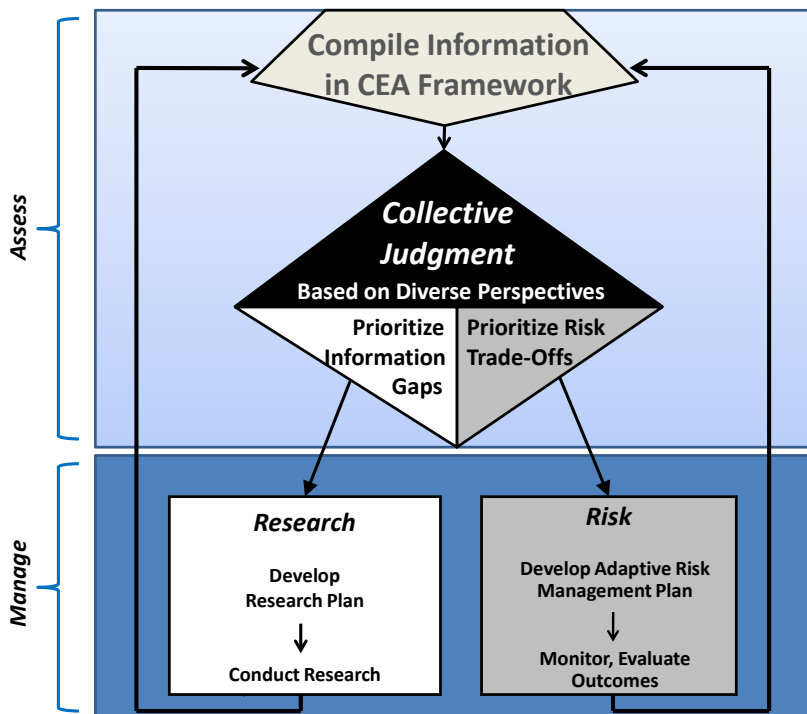 Compile Information
in CEA Framework
Assess
Collective
Judgment
Based on Diverse Perspectives
Prioritize
Information
Gaps
Prioritize Risk
Trade-Offs
Manage
Research
Develop
Research Plan
Conduct Research
Risk
Develop Adaptive Risk
Management Plan
Monitor, Evaluate
Outcomes